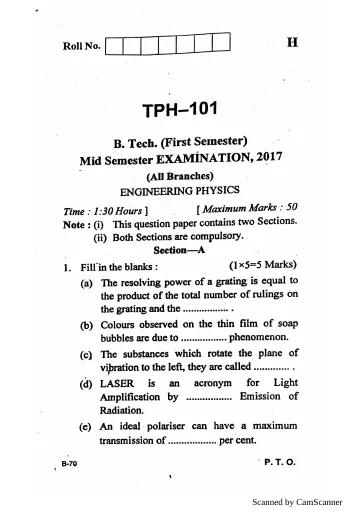 Roll No. H
TPH–101
B. Tech. (First Semester)
Mid Semester EXAMINATION, 2017
(All Branches)
ENGINEERING PHYSICS
Time : 1:30 Hours ] [ Maximum Marks : 50
Note : (i) This question paper contains two Sections.
(ii) Both Sections are compulsory.
Section—A
1. Fill in the blanks : (1×5=5 Marks)
(a) The resolving power of a grating is equal to
the product of the total number of rulings on
the grating and the ................. .
(b) Colours observed on the thin film of soap
bubbles are due to ................. phenomenon.
(c) The substances which rotate the plane of
vibration to the left, they are called ............. .
(d) LASER is an acronym for Light
Amplification by ................. Emission of
Radiation.
(e) An ideal polariser can have a maximum
transmission of .................. per cent.
B-70 P. T. O.
Scanned by CamScanner